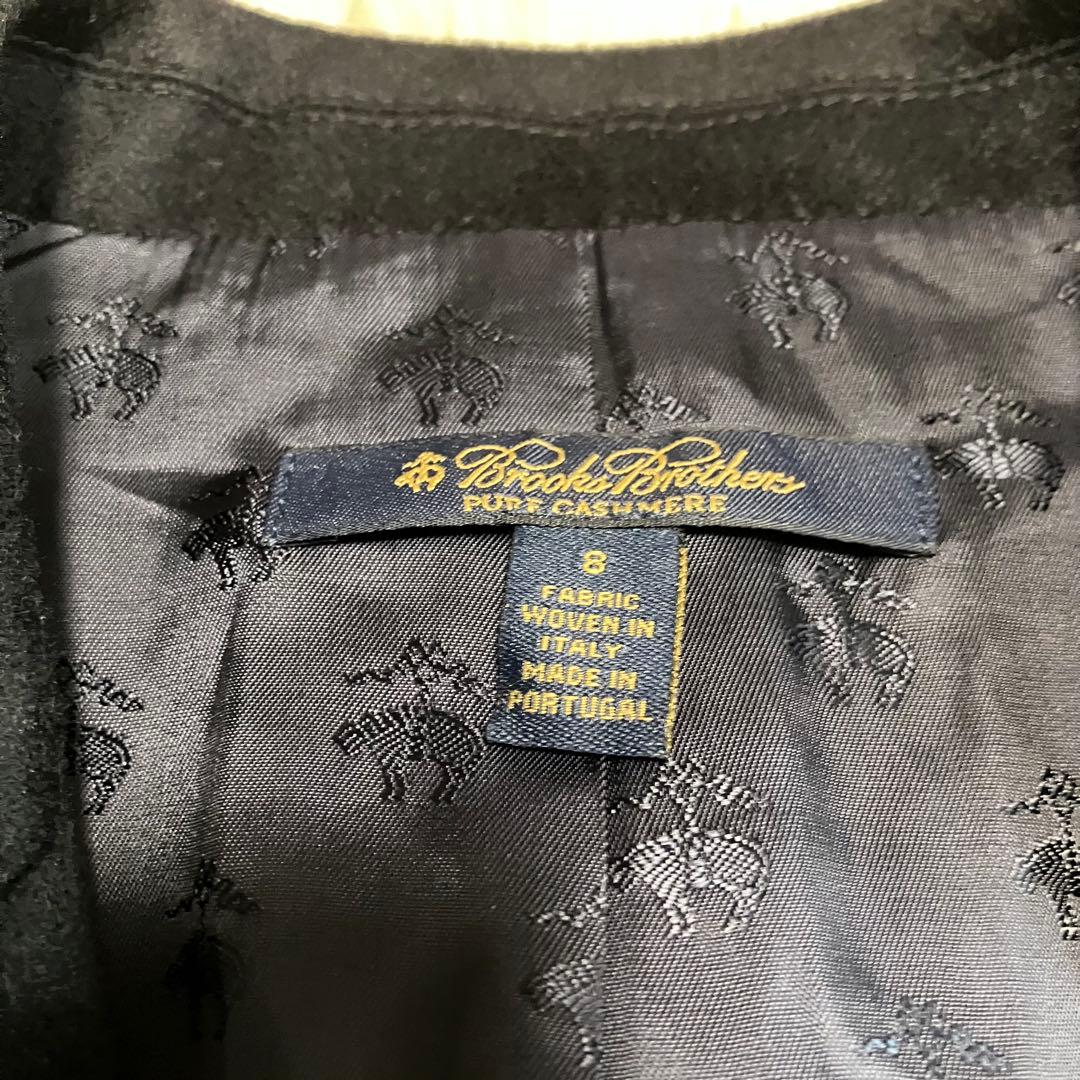 Brooks Brothers
PURE CASHMERE
8
FABRIC
WOVEN IN
ITALY
MADE IN
PORTUGAL